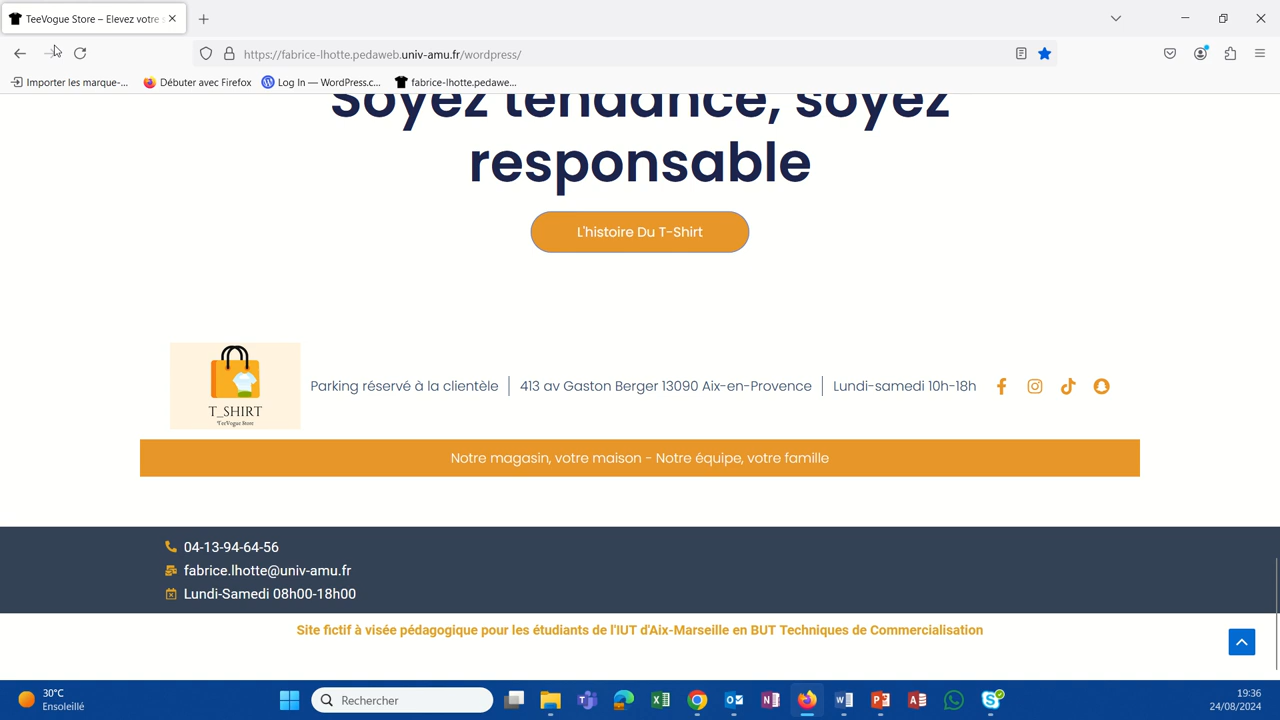 TeeVogue Store – Elevez votre s
https://fabrice-lhotte.pedaweb.univ-amu.fr/wordpress/
Importer les marque-... Débuter avec Firefox Log In — WordPress.c... fabrice-lhotte.pedawe...
Soyez tendance, soyez
responsable
L'histoire Du T-Shirt
T_SHIRT
TeeVogue Store
Parking réservé à la clientèle
413 av Gaston Berger 13090 Aix-en-Provence
Lundi-samedi 10h-18h
Notre magasin, votre maison - Notre équipe, votre famille
04-13-94-64-56
fabrice.lhotte@univ-amu.fr
Lundi-Samedi 08h00-18h00
Site fictif à visée pédagogique pour les étudiants de l'IUT d'Aix-Marseille en BUT Techniques de Commercialisation
30°C
Ensoleillé
Rechercher
19:36
24/08/2024